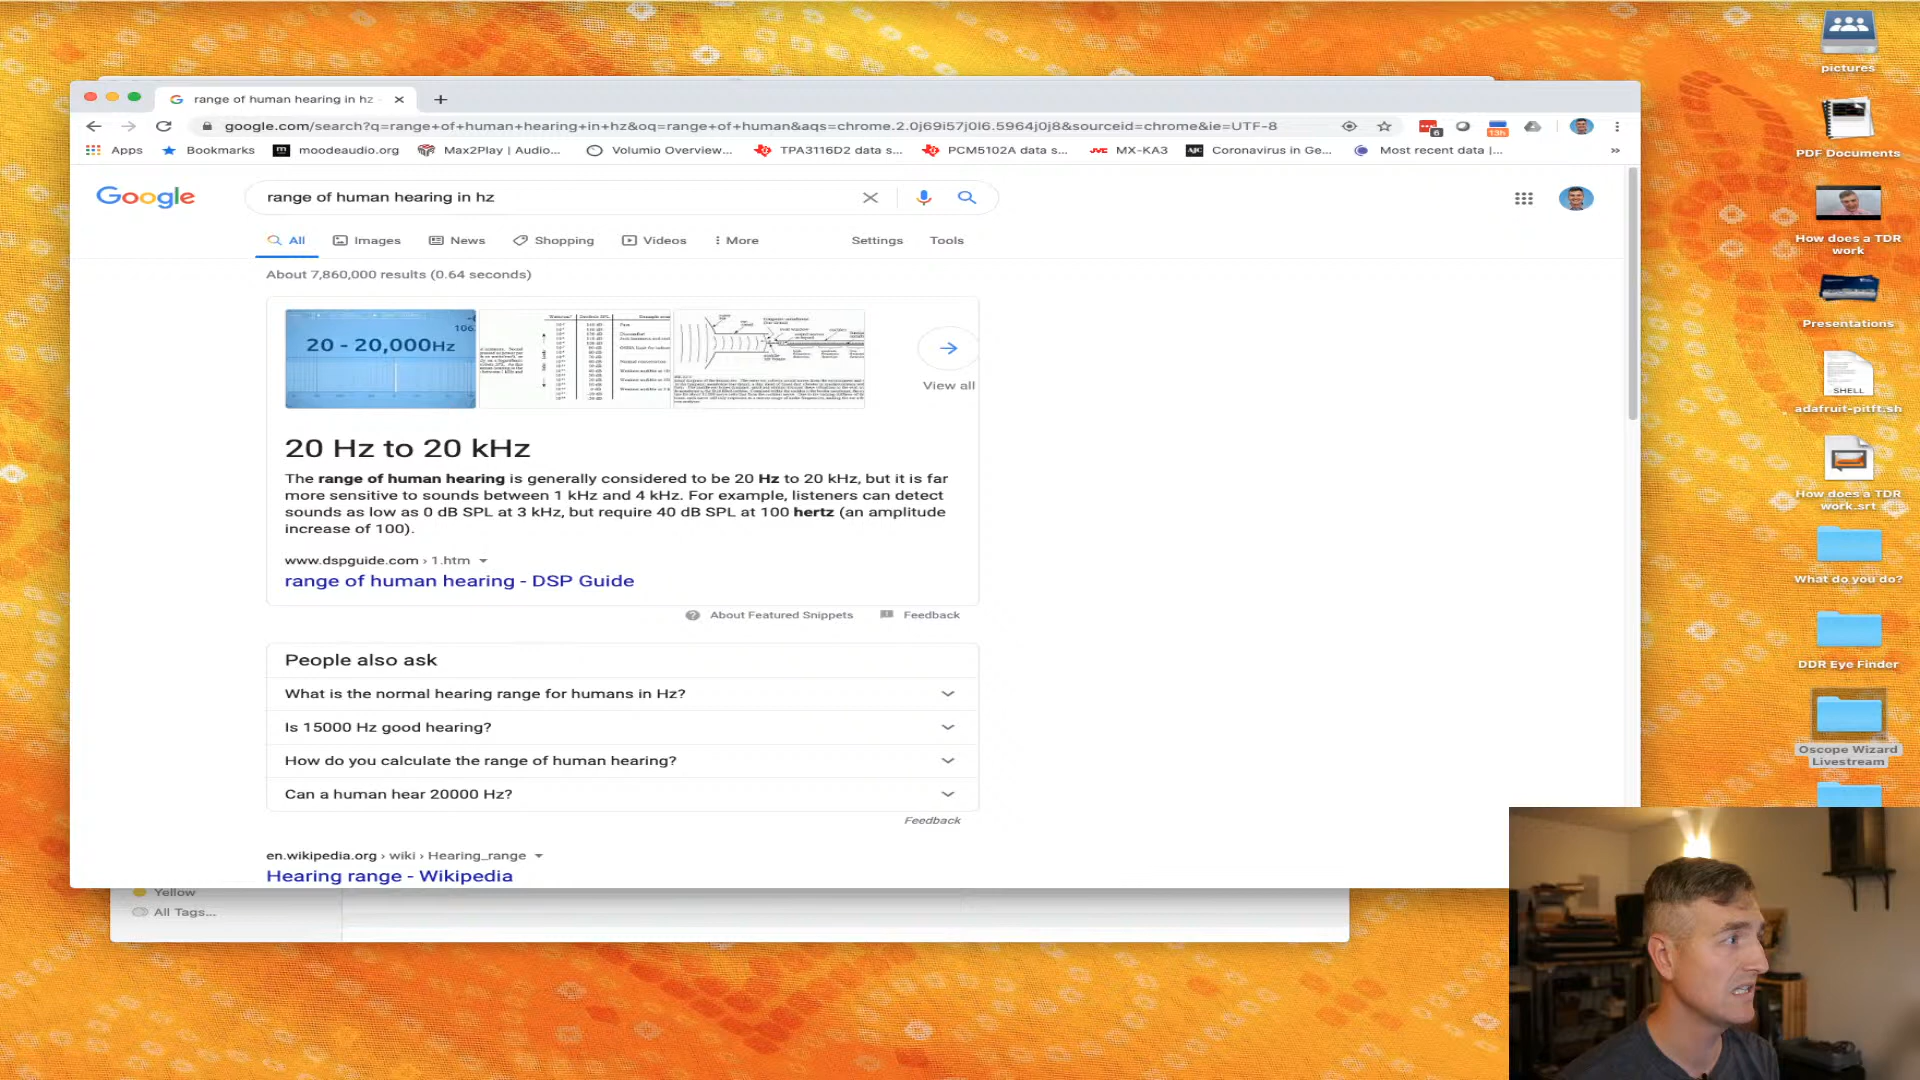 range of human hearing in hz
google.com/search?q=range+of+human+hearing+in+hz&oq=range+of+human&aqs=chrome.2.0j69i57j0l6.5964j0j8&sourceid=chrome&ie=UTF-8
6
13h
Apps Bookmarks moodeaudio.org Max2Play | Audio... Volumio Overview... TPA3116D2 data s... PCM5102A data s... JVC MX-KA3 AJC Coronavirus in Ge... Most recent data |... »
Google range of human hearing in hz
All Images News Shopping Videos More Settings Tools
About 7,860,000 results (0.64 seconds)
20 - 20,000Hz
View all
20 Hz to 20 kHz
The range of human hearing is generally considered to be 20 Hz to 20 kHz, but it is far
more sensitive to sounds between 1 kHz and 4 kHz. For example, listeners can detect
sounds as low as 0 dB SPL at 3 kHz, but require 40 dB SPL at 100 hertz (an amplitude
increase of 100).
www.dspguide.com › 1.htm
range of human hearing - DSP Guide
About Featured Snippets Feedback
People also ask
What is the normal hearing range for humans in Hz?
Is 15000 Hz good hearing?
How do you calculate the range of human hearing?
Can a human hear 20000 Hz?
Feedback
en.wikipedia.org › wiki › Hearing_range
Hearing range - Wikipedia
Yellow
All Tags...
pictures
PDF Documents
How does a TDR
work
Presentations
SHELL
adafruit-pitft.sh
How does a TDR
work.srt
What do you do?
DDR Eye Finder
Oscope Wizard
Livestream